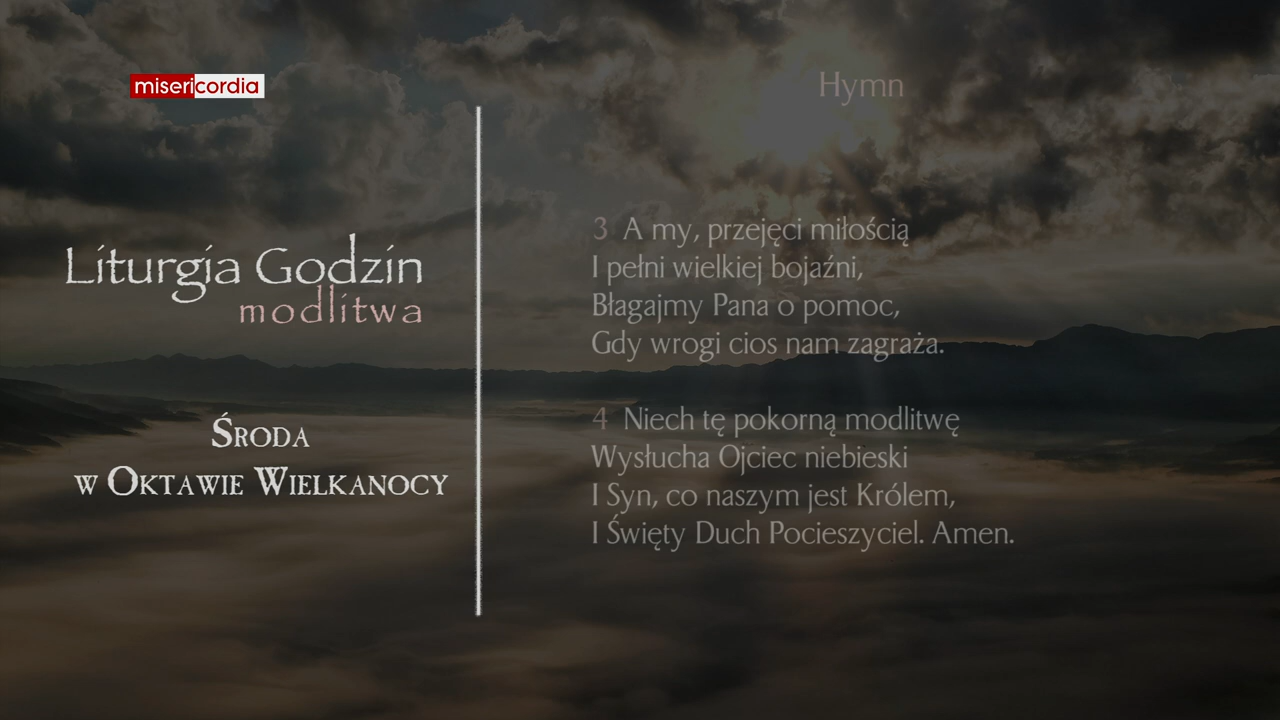 misericordia
Liturgia Godzin
modlitwa
Środa
w Oktawie Wielkanocy
Hymn
3 A my, przejęci miłością
I pełni wielkiej bojaźni,
Błagajmy Pana o pomoc,
Gdy wrogi cios nam zagraża.
4 Niech tę pokorną modlitwę
Wysłucha Ojciec niebieski
I Syn, co naszym jest Królem,
I Święty Duch Pocieszyciel. Amen.